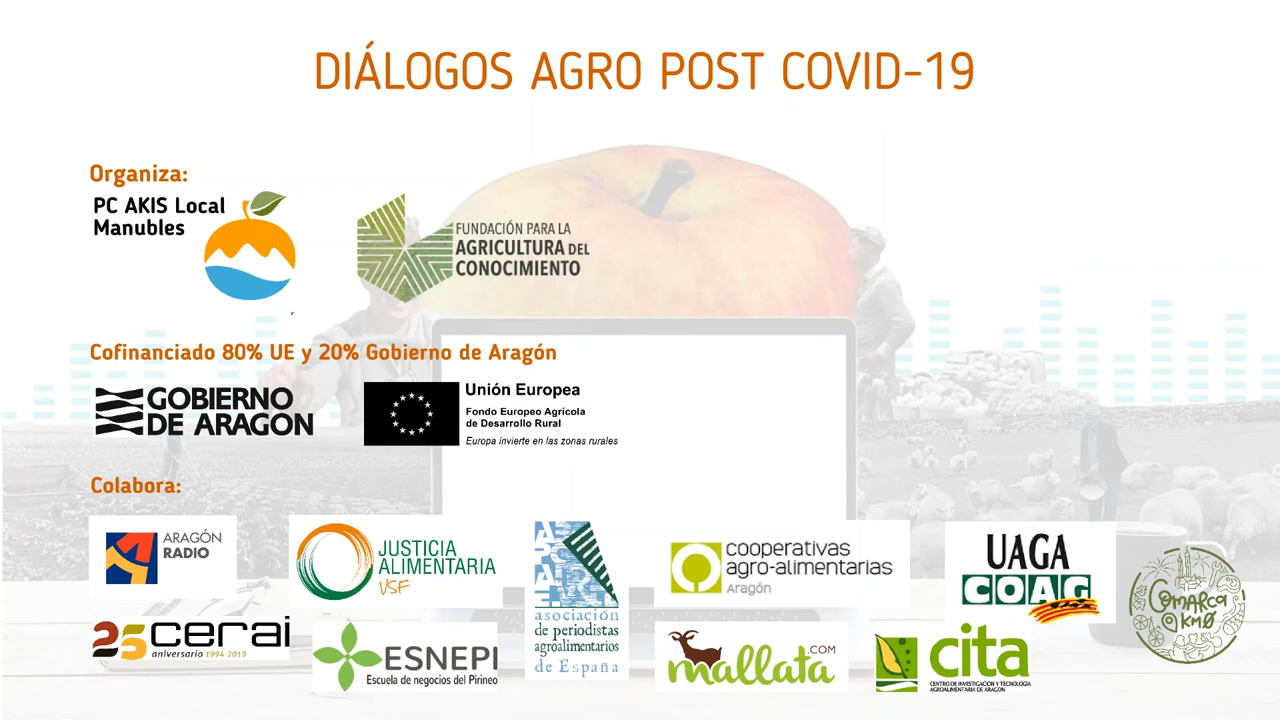 DIÁLOGOS AGRO POST COVID-19
Organiza:
PC AKIS Local
Manubles
FUNDACIÓN PARA LA
AGRICULTURA DEL
CONOCIMIENTO
Cofinanciado 80% UE y 20% Gobierno de Aragón
GOBIERNO
DE ARAGON
Unión Europea
Fondo Europeo Agrícola
de Desarrollo Rural
Europa invierte en las zonas rurales
Colabora:
ARAGÓN
RADIO
JUSTICIA
ALIMENTARIA
VSF
APAE
asociación
de periodistas
agroalimentarios
de España
cooperativas
agro-alimentarias
Aragón
UAGA
COAG
COMARCA
KM0
25 cerai
aniversario 1994-2019
ESNEPI
Escuela de negocios del Pirineo
mallata.COM
cita
CENTRO DE INVESTIGACIÓN Y TECNOLOGÍA
AGROALIMENTARIA DE ARAGÓN